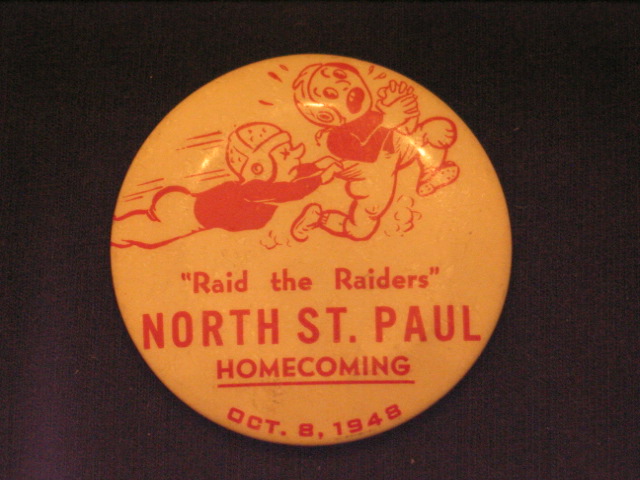 "Raid the Raiders"
NORTH ST. PAUL
HOMECOMING
OCT. 8, 1948